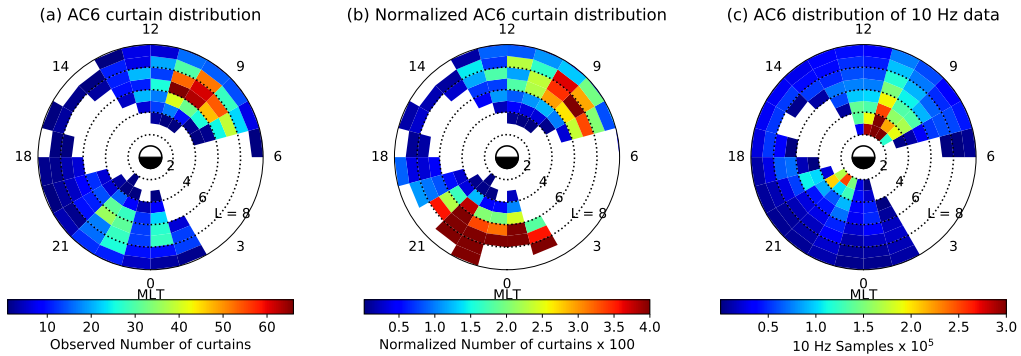 (a) AC6 curtain distribution
12
14
9
18
6
2
4
6
L = 8
21
3
0
MLT
10 20 30 40 50 60
Observed Number of curtains
(b) Normalized AC6 curtain distribution
12
14
9
18
6
2
4
6
L = 8
21
3
0
MLT
0.5 1.0 1.5 2.0 2.5 3.0 3.5 4.0
Normalized Number of curtains x 100
(c) AC6 distribution of 10 Hz data
12
14
9
18
6
2
4
6
L = 8
21
3
0
MLT
0.5 1.0 1.5 2.0 2.5 3.0
10 Hz Samples x 10⁵